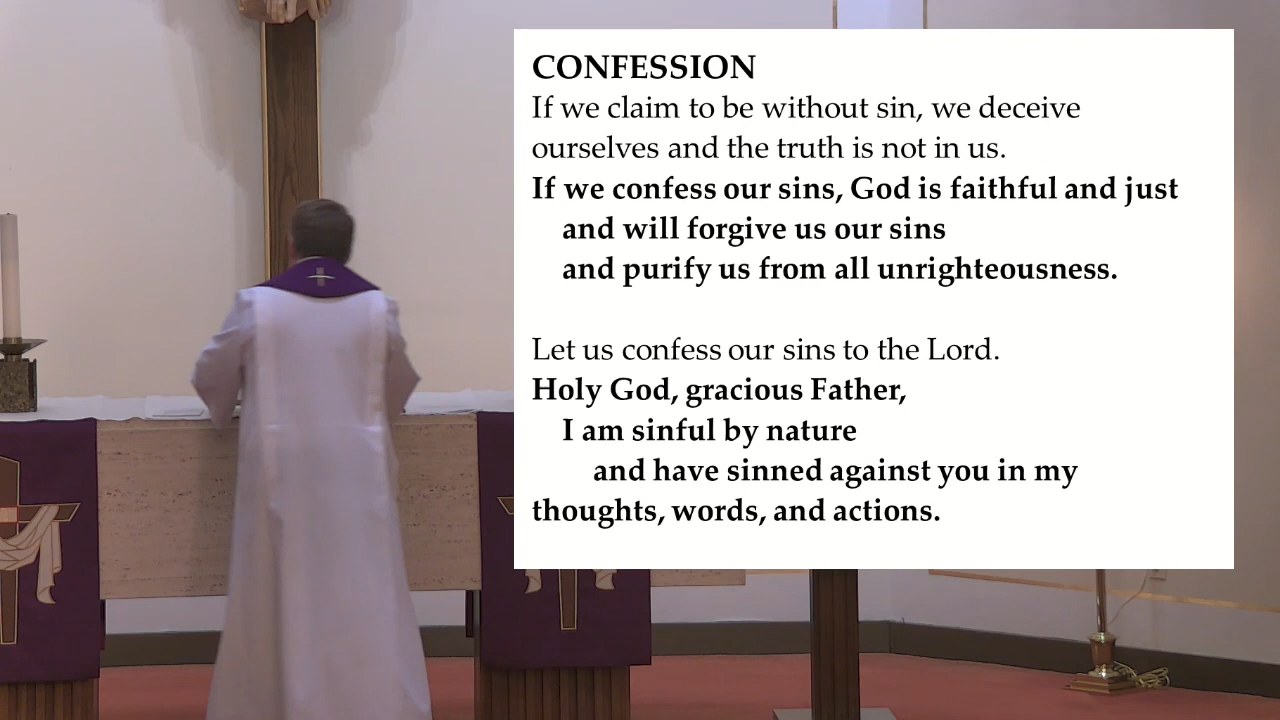 CONFESSION
If we claim to be without sin, we deceive
ourselves and the truth is not in us.
If we confess our sins, God is faithful and just
and will forgive us our sins
and purify us from all unrighteousness.
Let us confess our sins to the Lord.
Holy God, gracious Father,
I am sinful by nature
and have sinned against you in my
thoughts, words, and actions.